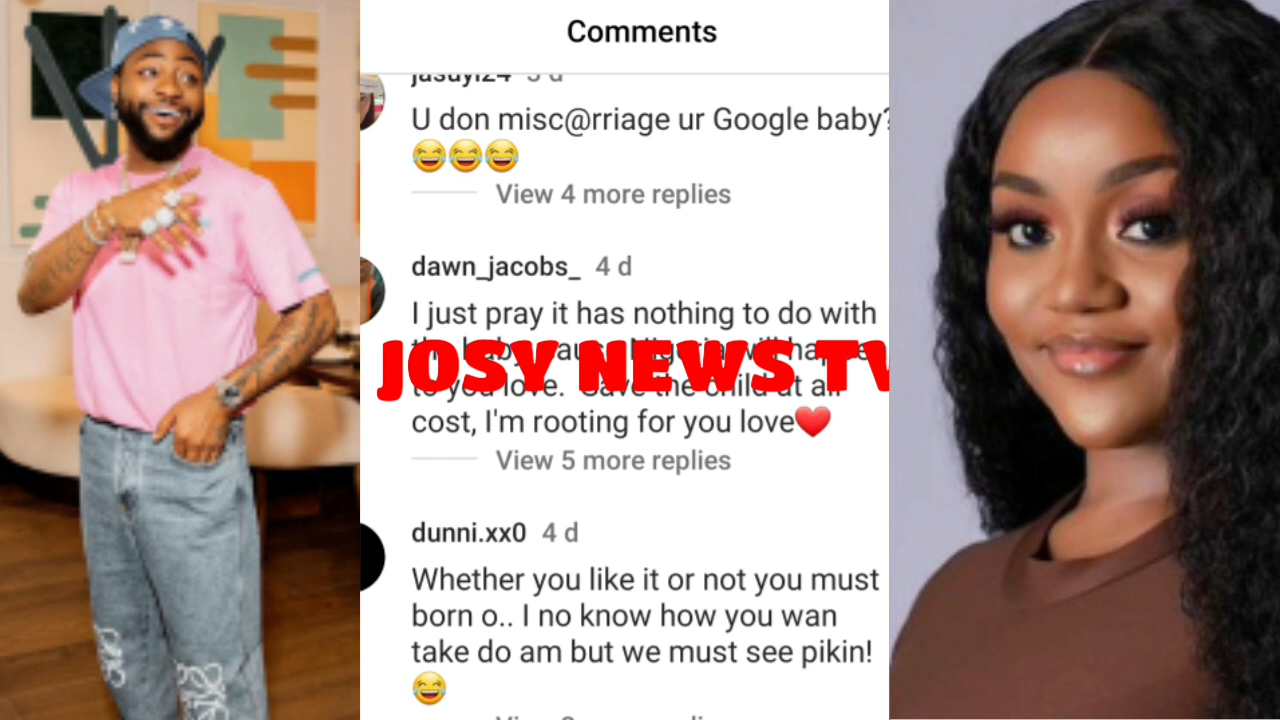 Comments
jasuyi24 3 d
U don misc@rriage ur Google baby?
😂😂😂
View 4 more replies
dawn_jacobs_ 4 d
I just pray it has nothing to do with
JOSY NEWS TV
to you love. Save the child at all
cost, I'm rooting for you love❤️
View 5 more replies
dunni.xx0 4 d
Whether you like it or not you must
born o.. I no know how you wan
take do am but we must see pikin!
😂